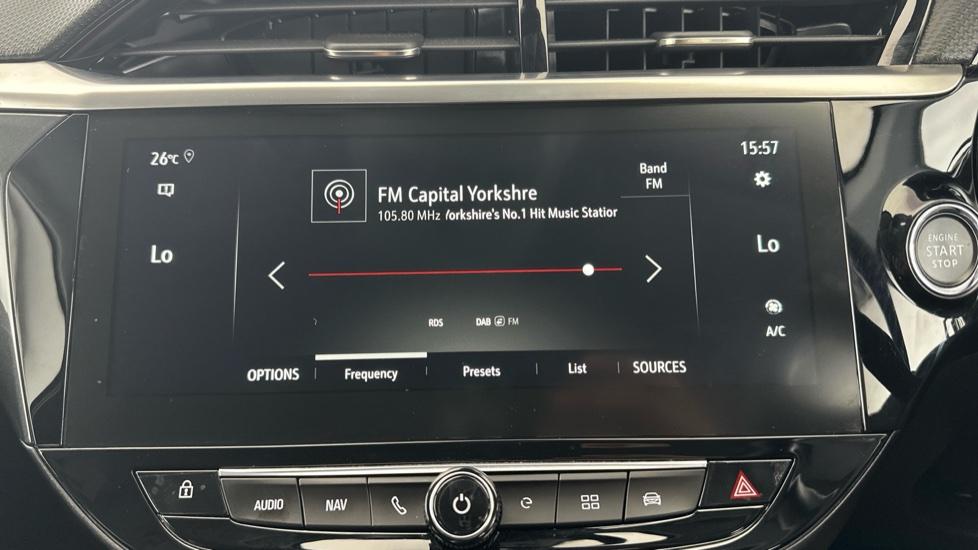 26°C
15:57
Band
FM
FM Capital Yorkshre
105.80 MHz Yorkshire's No.1 Hit Music Station
Lo
Lo
ENGINE
START
STOP
RDS
DAB FM
A/C
OPTIONS
Frequency
Presets
List
SOURCES
AUDIO
NAV